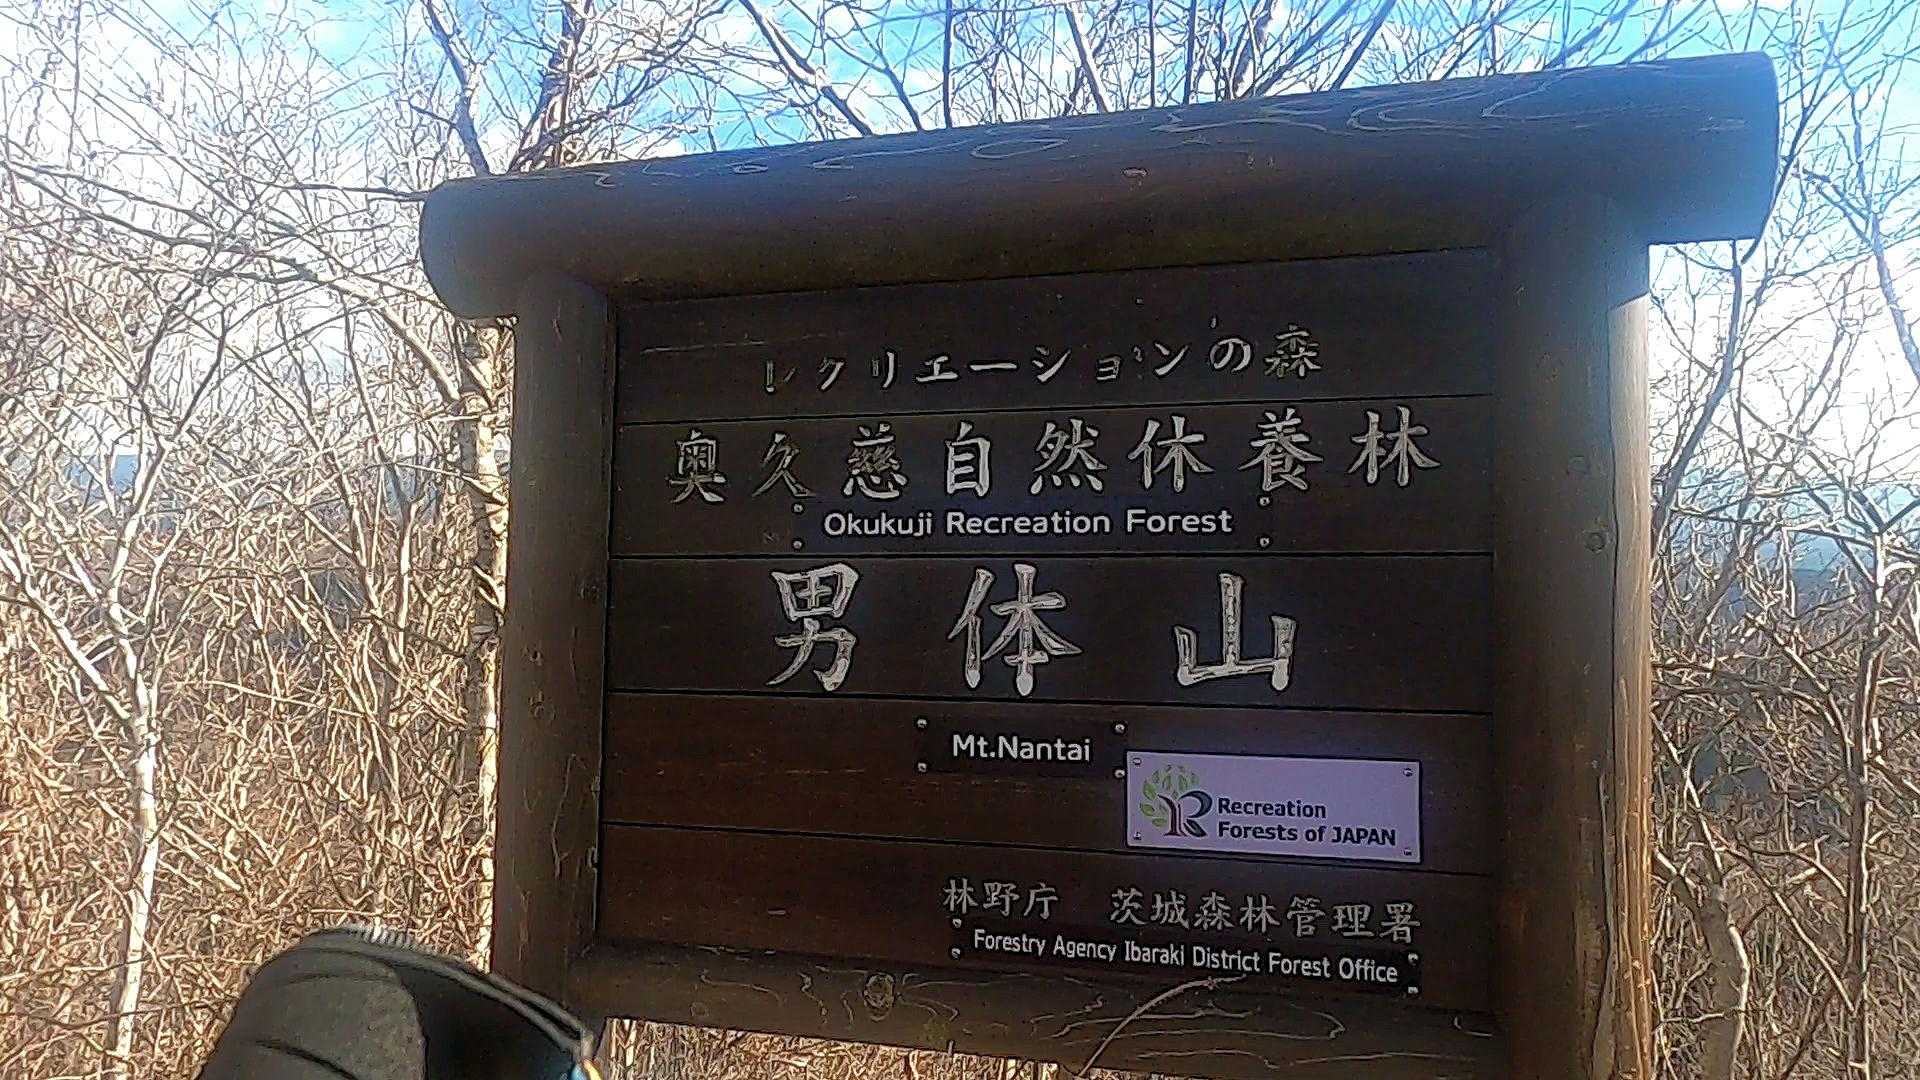 レクリエーションの森
奥久慈自然休養林
Okukuji Recreation Forest
男体山
Mt.Nantai
Recreation
Forests of JAPAN
林野庁　茨城森林管理署
Forestry Agency Ibaraki District Forest Office